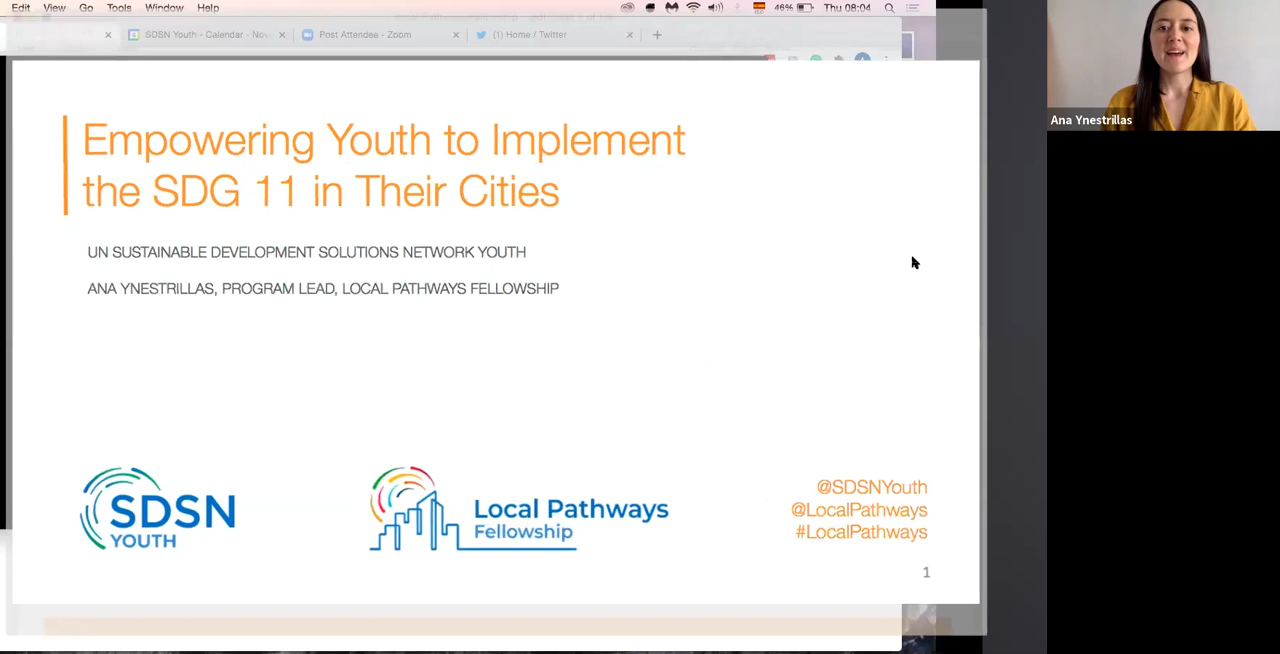 Edit View Go Tools Window Help 46% Thu 08:04
SDSN Youth - Calendar - Nov Post Attendee - Zoom (1) Home / Twitter
Empowering Youth to Implement
the SDG 11 in Their Cities
UN SUSTAINABLE DEVELOPMENT SOLUTIONS NETWORK YOUTH
ANA YNESTRILLAS, PROGRAM LEAD, LOCAL PATHWAYS FELLOWSHIP
SDSN
YOUTH
Local Pathways
Fellowship
@SDSNYouth
@LocalPathways
#LocalPathways
1
Ana Ynestrillas